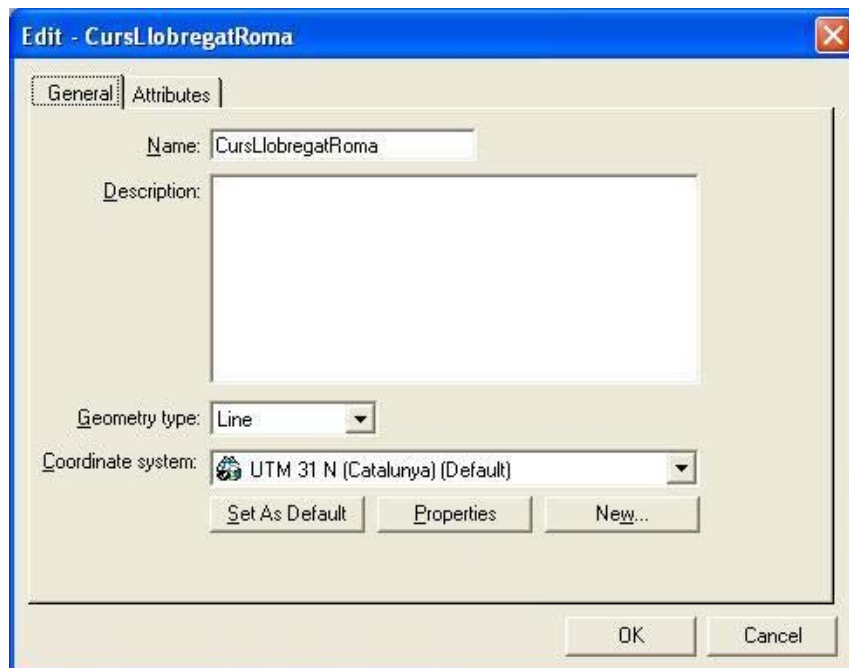 Edit - CursLlobregatRoma
General Attributes
Name: CursLlobregatRoma
Description:
Geometry type: Line
Coordinate system: UTM 31 N (Catalunya) (Default)
Set As Default Properties New...
OK Cancel